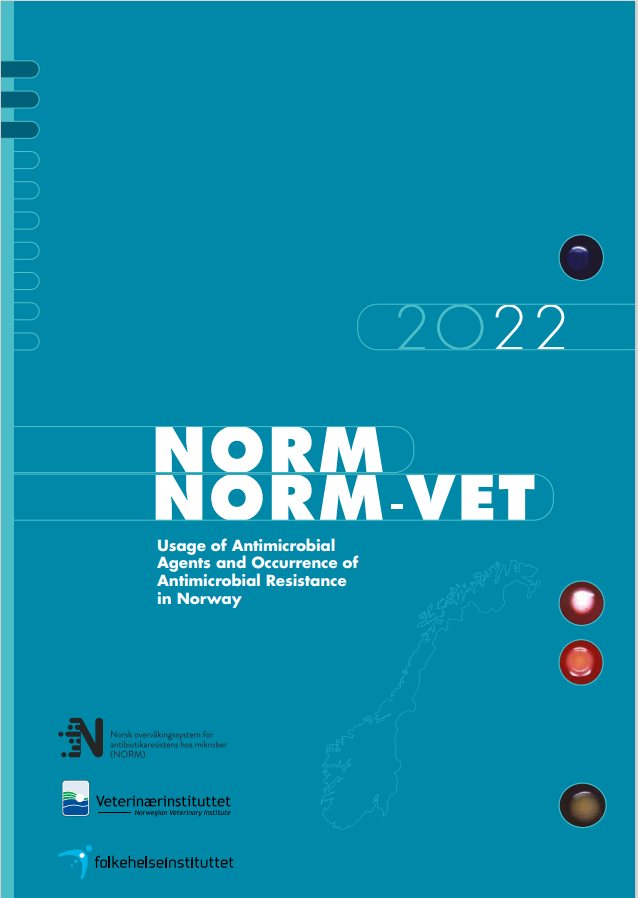 2022
NORM
NORM-VET
Usage of Antimicrobial
Agents and Occurrence of
Antimicrobial Resistance
in Norway
N
Norsk overvåkingssystem for
antibiotikaresistens hos mikrober
(NORM)
Veterinærinstituttet
Norwegian Veterinary Institute
folkehelseinstituttet